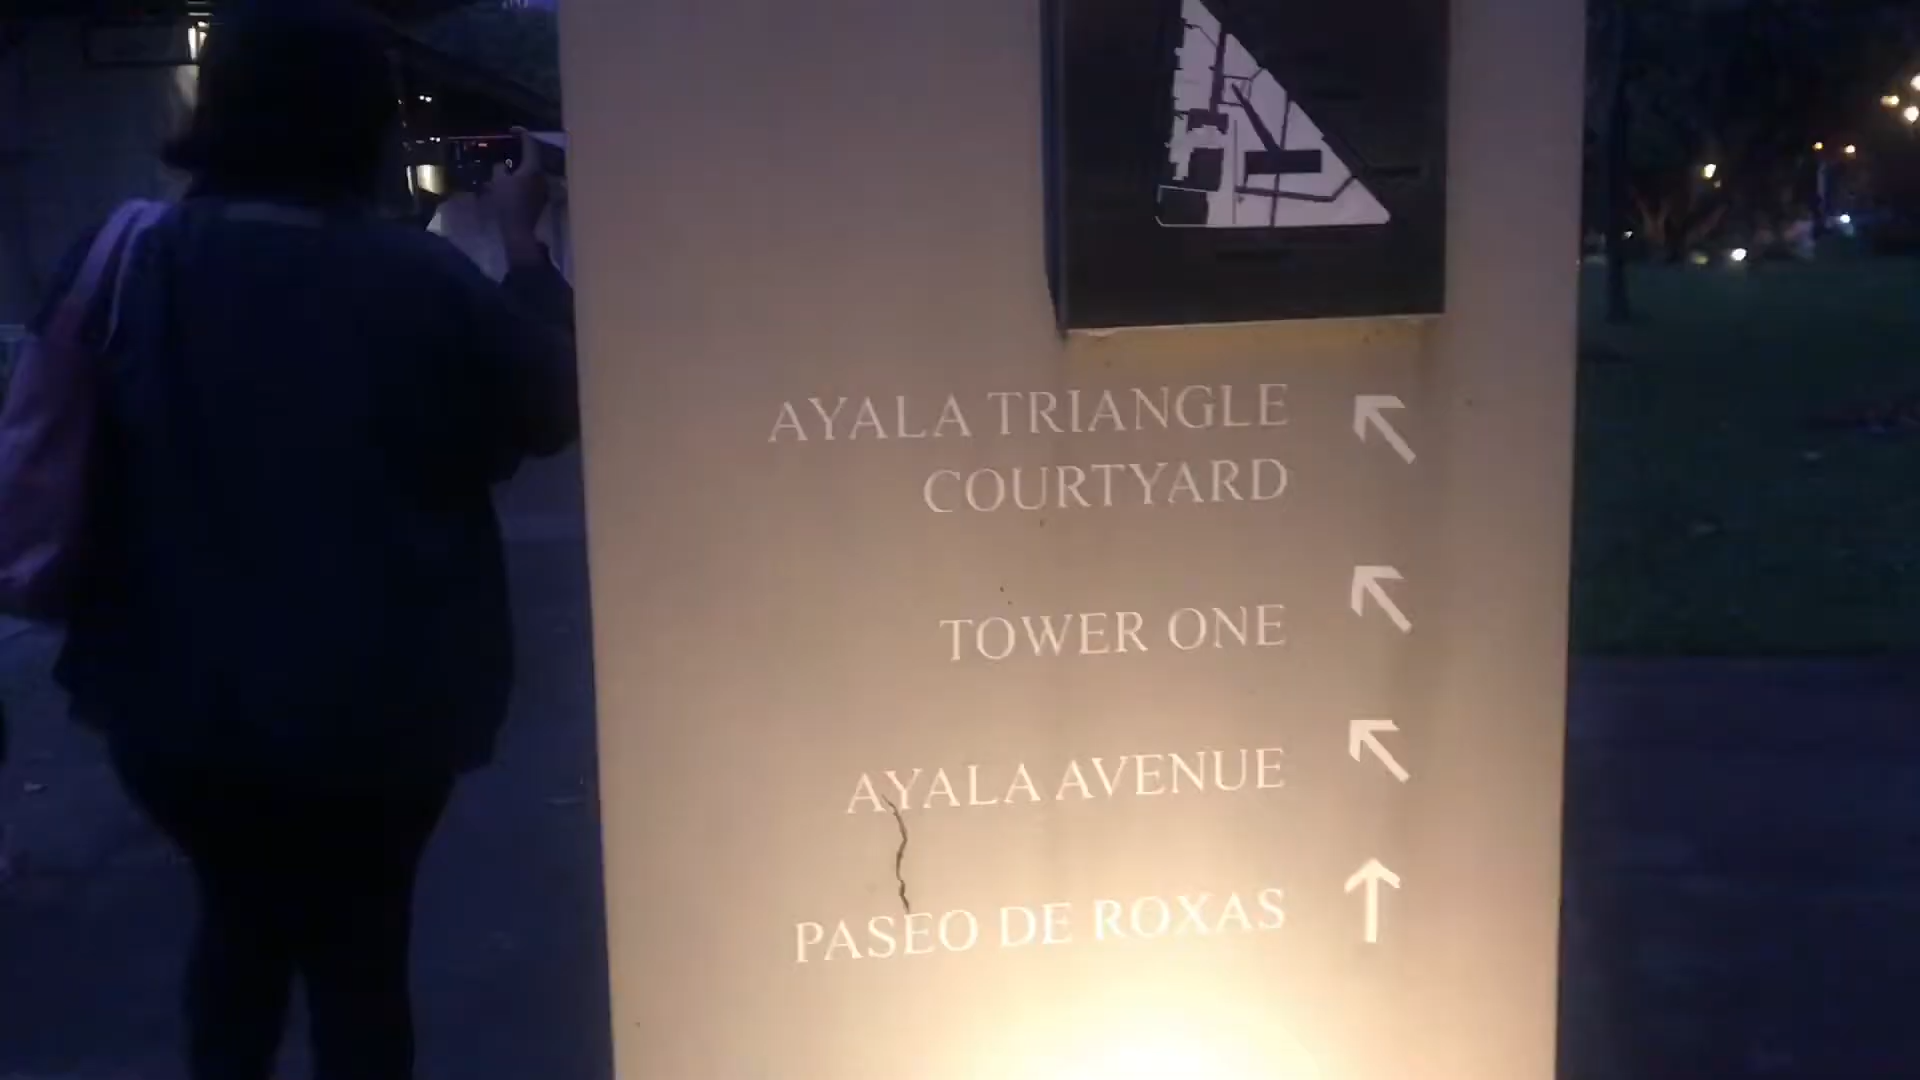 AYALA TRIANGLE
COURTYARD
TOWER ONE
AYALA AVENUE
PASEO DE ROXAS